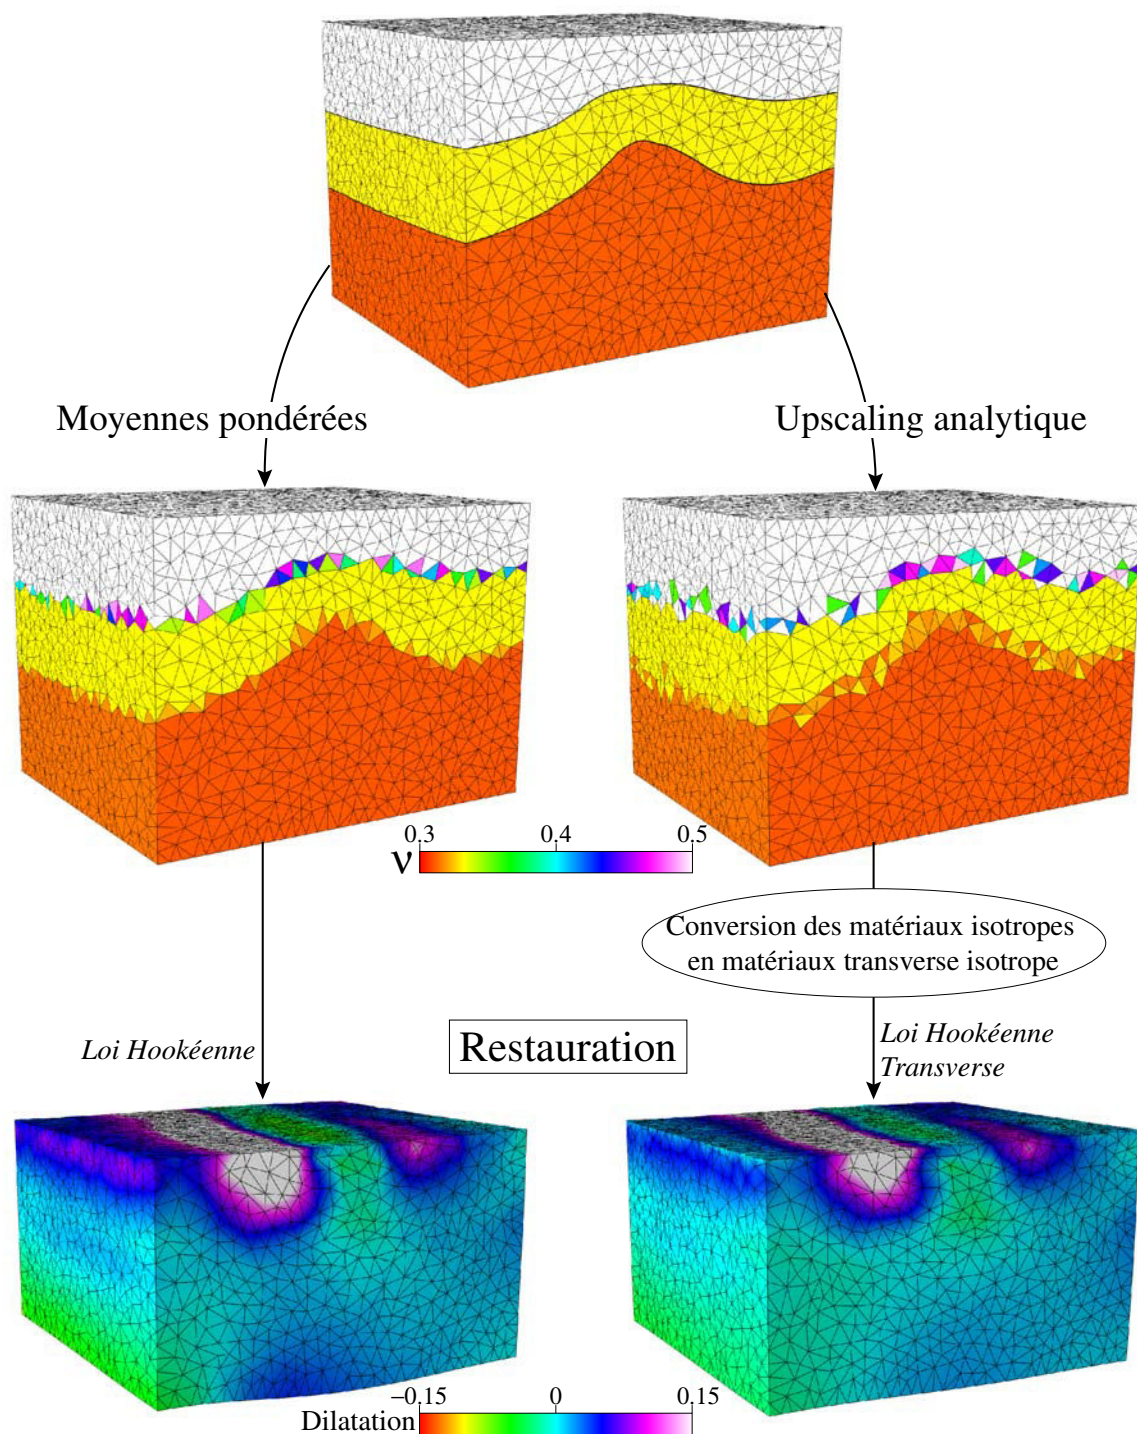 Moyennes pondérées
Upscaling analytique
0.3 0.4 0.5
ν
Conversion des matériaux isotropes
en matériaux transverse isotrope
Loi Hookéenne
Restauration
Loi Hookéenne
Transverse
−0.15 0 0.15
Dilatation